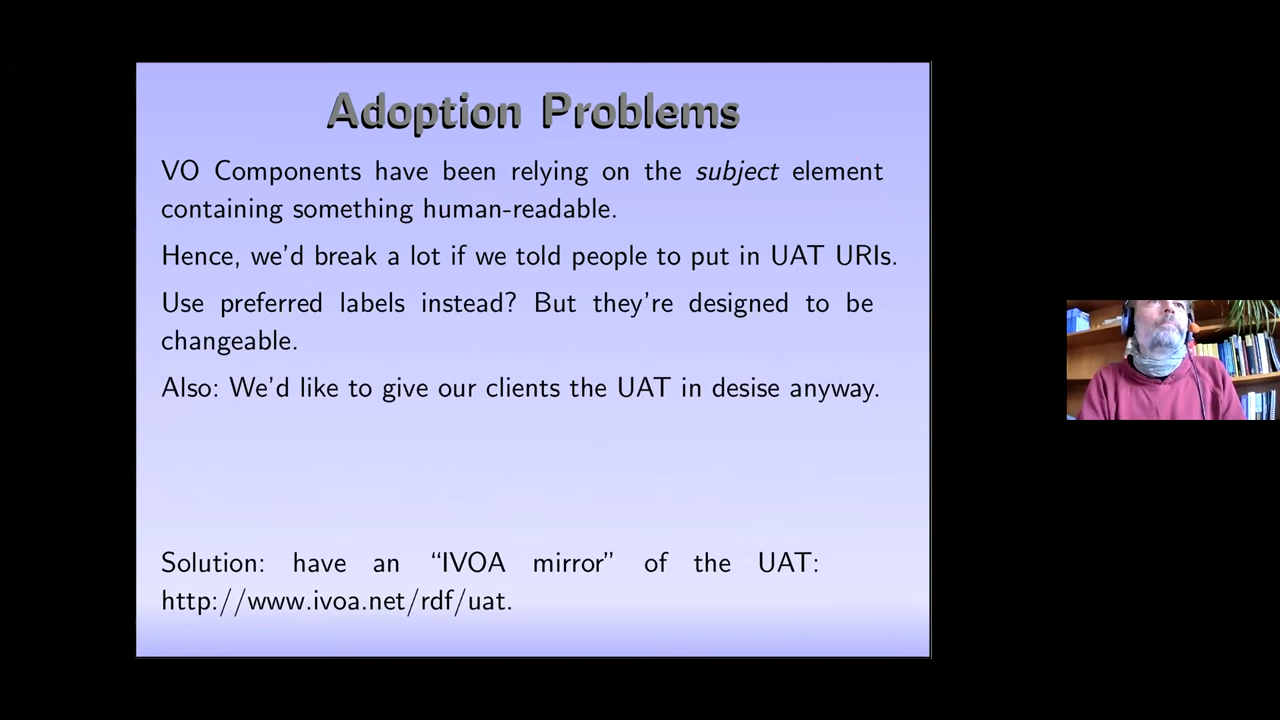 Adoption Problems
VO Components have been relying on the subject element
containing something human-readable.
Hence, we'd break a lot if we told people to put in UAT URIs.
Use preferred labels instead? But they're designed to be
changeable.
Also: We'd like to give our clients the UAT in desise anyway.
Solution: have an “IVOA mirror” of the UAT:
http://www.ivoa.net/rdf/uat.